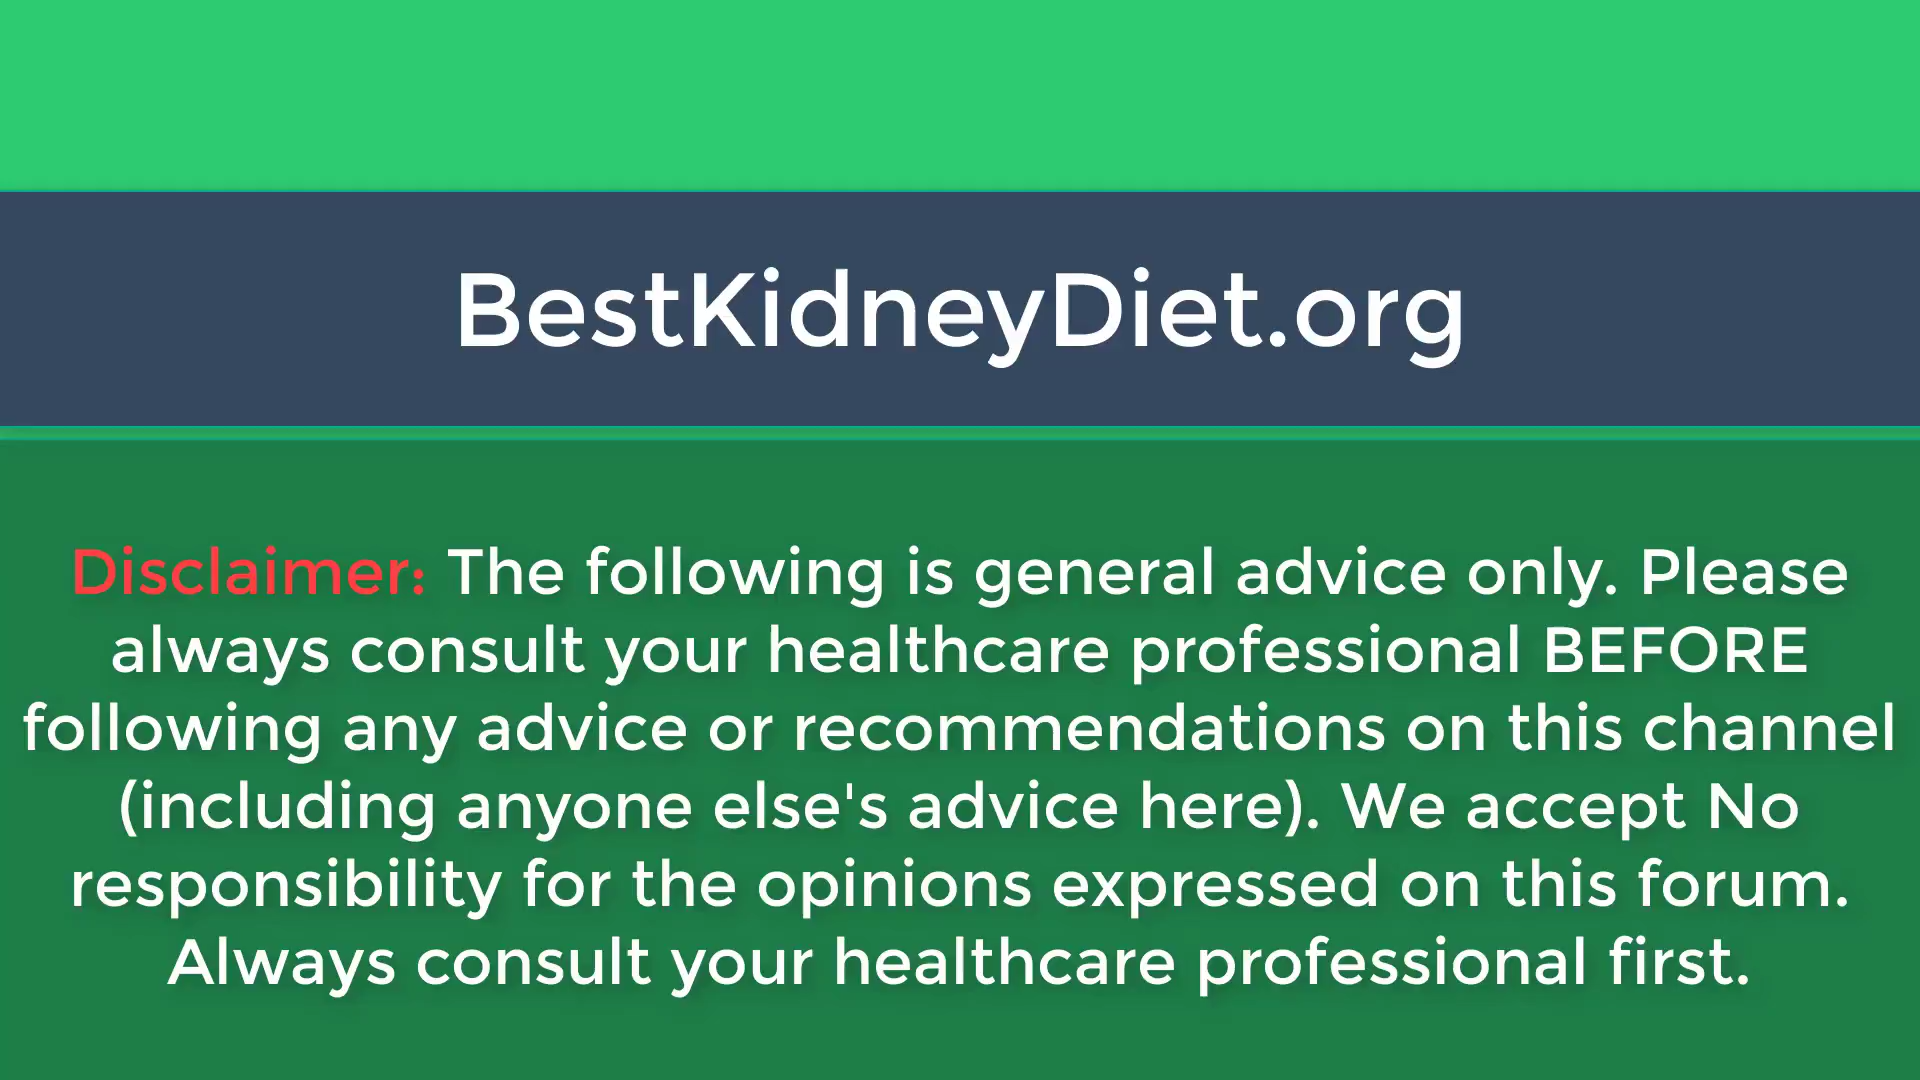 BestKidneyDiet.org
Disclaimer: The following is general advice only. Please
always consult your healthcare professional BEFORE
following any advice or recommendations on this channel
(including anyone else's advice here). We accept No
responsibility for the opinions expressed on this forum.
Always consult your healthcare professional first.